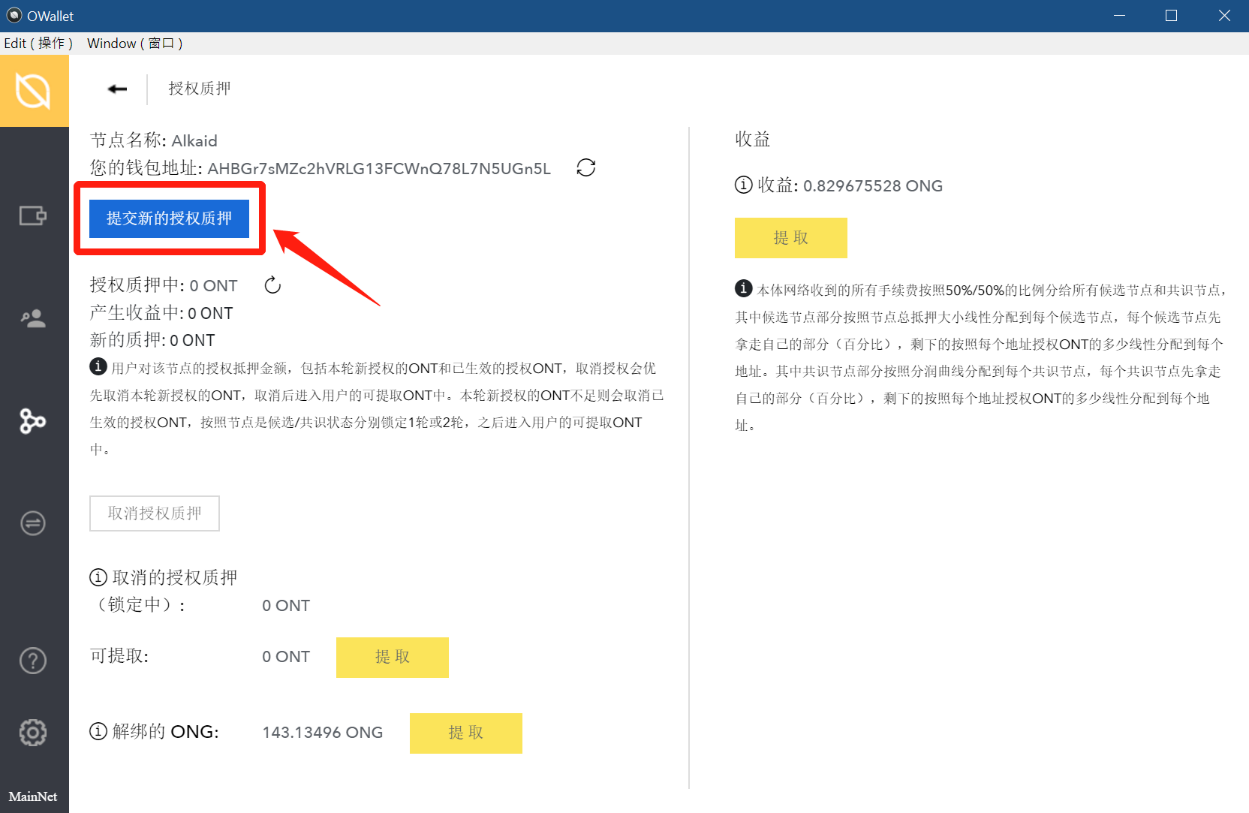 OWallet
Edit ( 操作 ) Window ( 窗口 )
授权质押
节点名称: Alkaid
您的钱包地址: AHBGr7sMZc2hVRLG13FCWnQ78L7N5UGn5L
提交新的授权质押
授权质押中: 0 ONT
产生收益中: 0 ONT
新的质押: 0 ONT
用户对该节点的授权抵押金额，包括本轮新授权的ONT和已生效的授权ONT，取消授权会优
先取消本轮新授权的ONT，取消后进入用户的可提取ONT中。本轮新授权的ONT不足则会取消已
生效的授权ONT，按照节点是候选/共识状态分别锁定1轮或2轮，之后进入用户的可提取ONT
中。
取消授权质押
取消的授权质押
（锁定中）: 0 ONT
可提取: 0 ONT 提 取
解绑的 ONG: 143.13496 ONG 提 取
收益
收益: 0.829675528 ONG
提 取
本体网络收到的所有手续费按照50%/50%的比例分给所有候选节点和共识节点，
其中候选节点部分按照节点总抵押大小线性分配到每个候选节点，每个候选节点先
拿走自己的部分（百分比），剩下的按照每个地址授权ONT的多少线性分配到每个
地址。其中共识节点部分按照分润曲线分配到每个共识节点，每个共识节点先拿走
自己的部分（百分比），剩下的按照每个地址授权ONT的多少线性分配到每个地
址。
MainNet